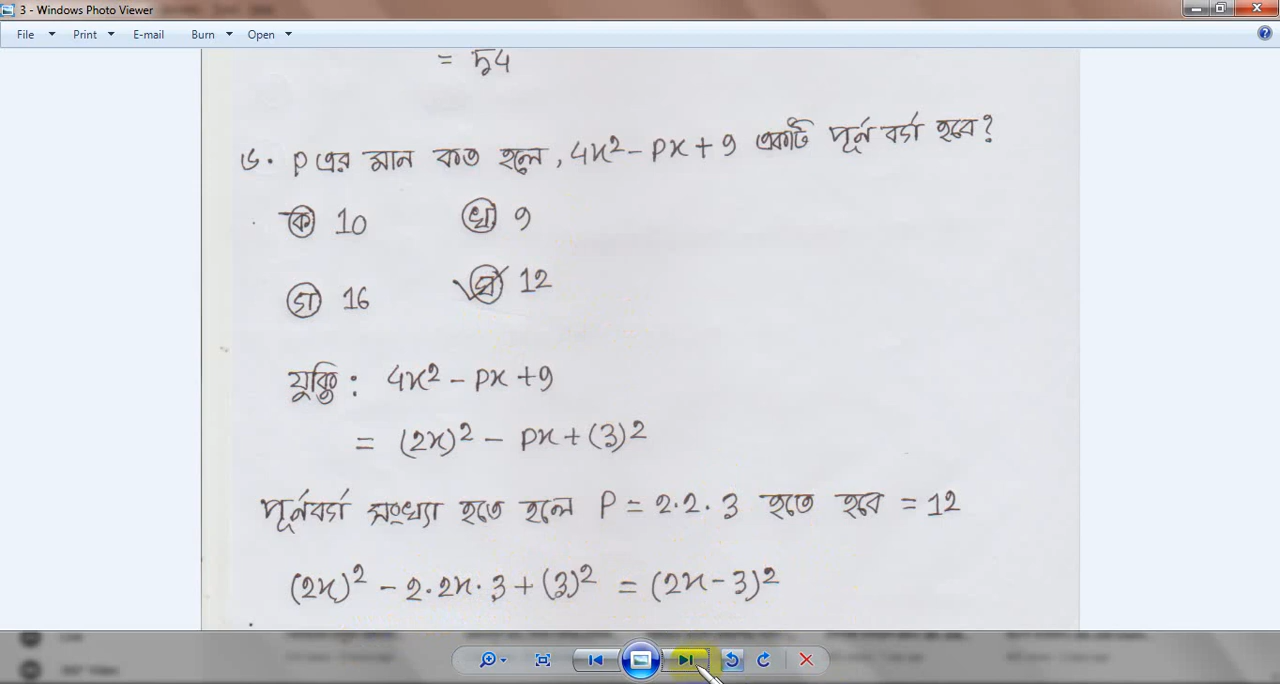 3 - Windows Photo Viewer
File Print E-mail Burn Open
= ১4
৬. P এর মান কত হলে, 4x² - Px + 9 একটি পূর্ন বর্গ হবে?
ক 10 খ 9
গ 16 ঘ 12
যুক্তি : 4x² - Px + 9
= (2x)² - Px + (3)²
পূর্নবর্গ সংখ্যা হতে হলে P = 2.2.3 হতে হবে = 12
(2x)² - 2.2x.3 + (3)² = (2x - 3)²